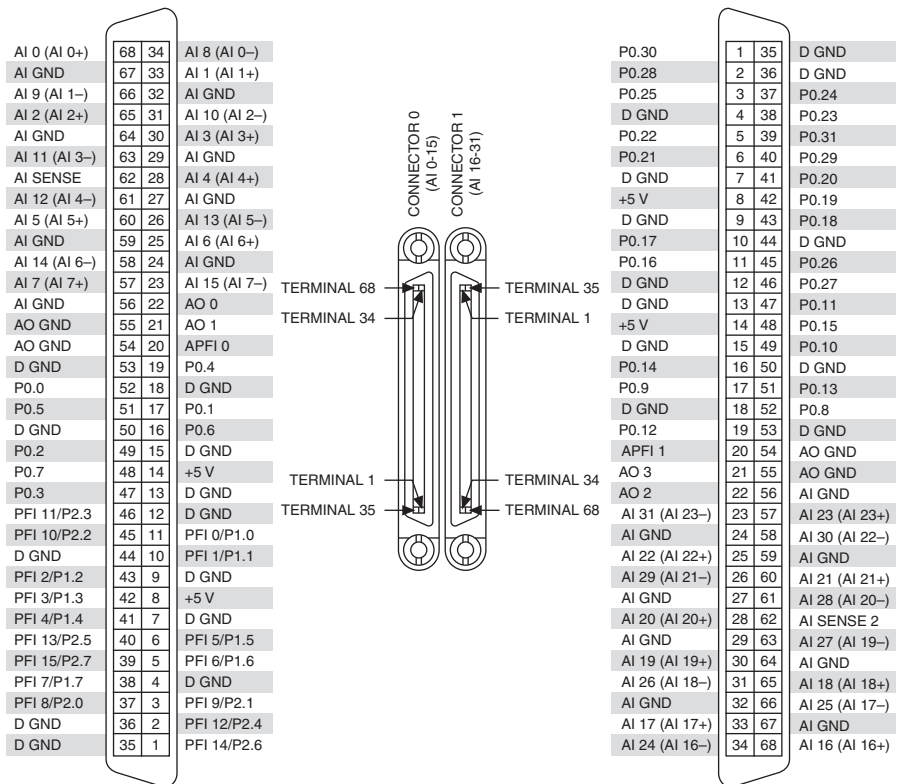 AI 0 (AI 0+) 68 34 AI 8 (AI 0–)
AI GND 67 33 AI 1 (AI 1+)
AI 9 (AI 1–) 66 32 AI GND
AI 2 (AI 2+) 65 31 AI 10 (AI 2–)
AI GND 64 30 AI 3 (AI 3+)
AI 11 (AI 3–) 63 29 AI GND
AI SENSE 62 28 AI 4 (AI 4+)
AI 12 (AI 4–) 61 27 AI GND
AI 5 (AI 5+) 60 26 AI 13 (AI 5–)
AI GND 59 25 AI 6 (AI 6+)
AI 14 (AI 6–) 58 24 AI GND
AI 7 (AI 7+) 57 23 AI 15 (AI 7–)
AI GND 56 22 AO 0
AO GND 55 21 AO 1
AO GND 54 20 APFI 0
D GND 53 19 P0.4
P0.0 52 18 D GND
P0.5 51 17 P0.1
D GND 50 16 P0.6
P0.2 49 15 D GND
P0.7 48 14 +5 V
P0.3 47 13 D GND
PFI 11/P2.3 46 12 D GND
PFI 10/P2.2 45 11 PFI 0/P1.0
D GND 44 10 PFI 1/P1.1
PFI 2/P1.2 43 9 D GND
PFI 3/P1.3 42 8 +5 V
PFI 4/P1.4 41 7 D GND
PFI 13/P2.5 40 6 PFI 5/P1.5
PFI 15/P2.7 39 5 PFI 6/P1.6
PFI 7/P1.7 38 4 D GND
PFI 8/P2.0 37 3 PFI 9/P2.1
D GND 36 2 PFI 12/P2.4
D GND 35 1 PFI 14/P2.6
CONNECTOR 0
(AI 0-15)
CONNECTOR 1
(AI 16-31)
TERMINAL 68
TERMINAL 35
TERMINAL 34
TERMINAL 1
TERMINAL 1
TERMINAL 34
TERMINAL 35
TERMINAL 68
P0.30 1 35 D GND
P0.28 2 36 D GND
P0.25 3 37 P0.24
D GND 4 38 P0.23
P0.22 5 39 P0.31
P0.21 6 40 P0.29
D GND 7 41 P0.20
+5 V 8 42 P0.19
D GND 9 43 P0.18
P0.17 10 44 D GND
P0.16 11 45 P0.26
D GND 12 46 P0.27
D GND 13 47 P0.11
+5 V 14 48 P0.15
D GND 15 49 P0.10
P0.14 16 50 D GND
P0.9 17 51 P0.13
D GND 18 52 P0.8
P0.12 19 53 D GND
APFI 1 20 54 AO GND
AO 3 21 55 AO GND
AO 2 22 56 AI GND
AI 31 (AI 23–) 23 57 AI 23 (AI 23+)
AI GND 24 58 AI 30 (AI 22–)
AI 22 (AI 22+) 25 59 AI GND
AI 29 (AI 21–) 26 60 AI 21 (AI 21+)
AI GND 27 61 AI 28 (AI 20–)
AI 20 (AI 20+) 28 62 AI SENSE 2
AI GND 29 63 AI 27 (AI 19–)
AI 19 (AI 19+) 30 64 AI GND
AI 26 (AI 18–) 31 65 AI 18 (AI 18+)
AI GND 32 66 AI 25 (AI 17–)
AI 17 (AI 17+) 33 67 AI GND
AI 24 (AI 16–) 34 68 AI 16 (AI 16+)